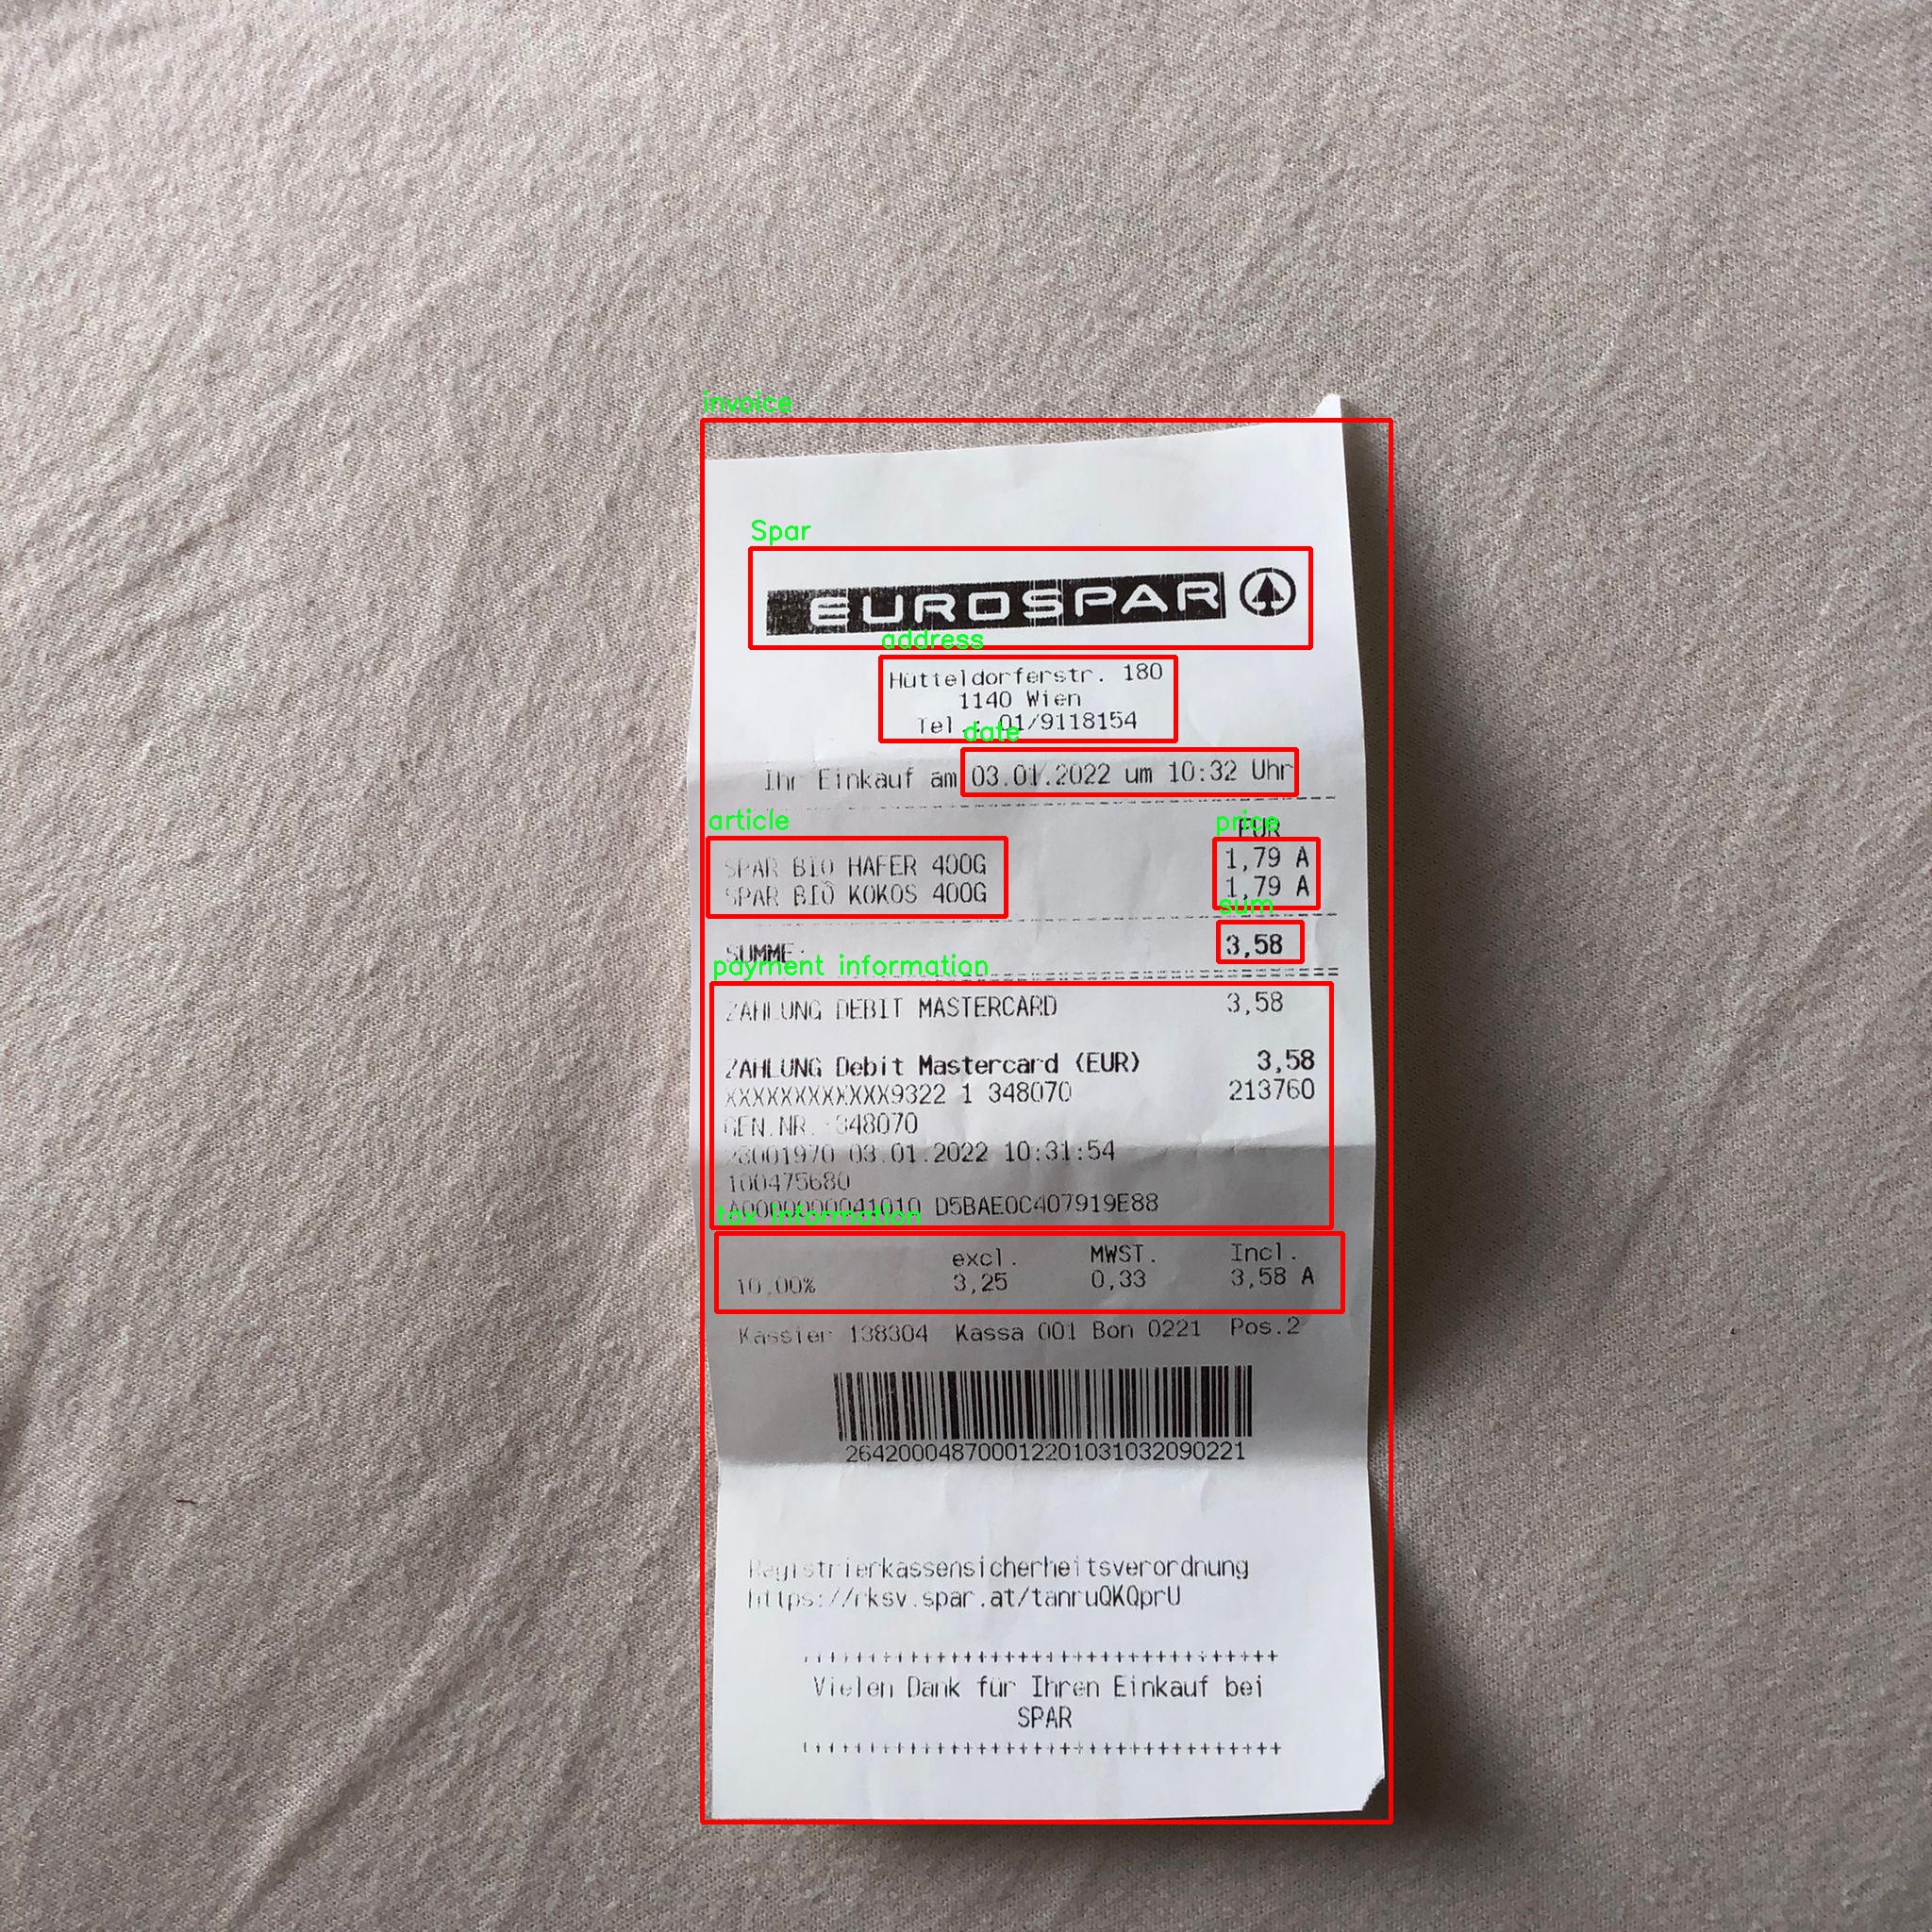 invoice
Spar
EUROSPAR
address
Hütteldorferstr. 180
1140 Wien
Tel.: 01/9118154
date
Ihr Einkauf am 03.01.2022 um 10:32 Uhr
article
price
EUR
SPAR BIO HAFER 400G 1,79 A
SPAR BIO KOKOS 400G 1,79 A
sum
SUMME: 3,58
payment information
ZAHLUNG DEBIT MASTERCARD 3,58
ZAHLUNG Debit Mastercard (EUR) 3,58
XXXXXXXXXXXX9322 1 348070 213760
GEN.NR.:348070
03.01.2022 10:31:54
100475680
A0000000041010 D5BAE0C407919E88
tax information
excl. MWST. Incl.
10,00% 3,25 0,33 3,58 A
Kassier 138304 Kassa 001 Bon 0221 Pos.2
264200048700012201031032090221
Registrierkassensicherheitsverordnung
https://rksv.spar.at/tanruQKQprU
+++++++++++++++++++++++++++++++++++
Vielen Dank für Ihren Einkauf bei
SPAR
+++++++++++++++++++++++++++++++++++